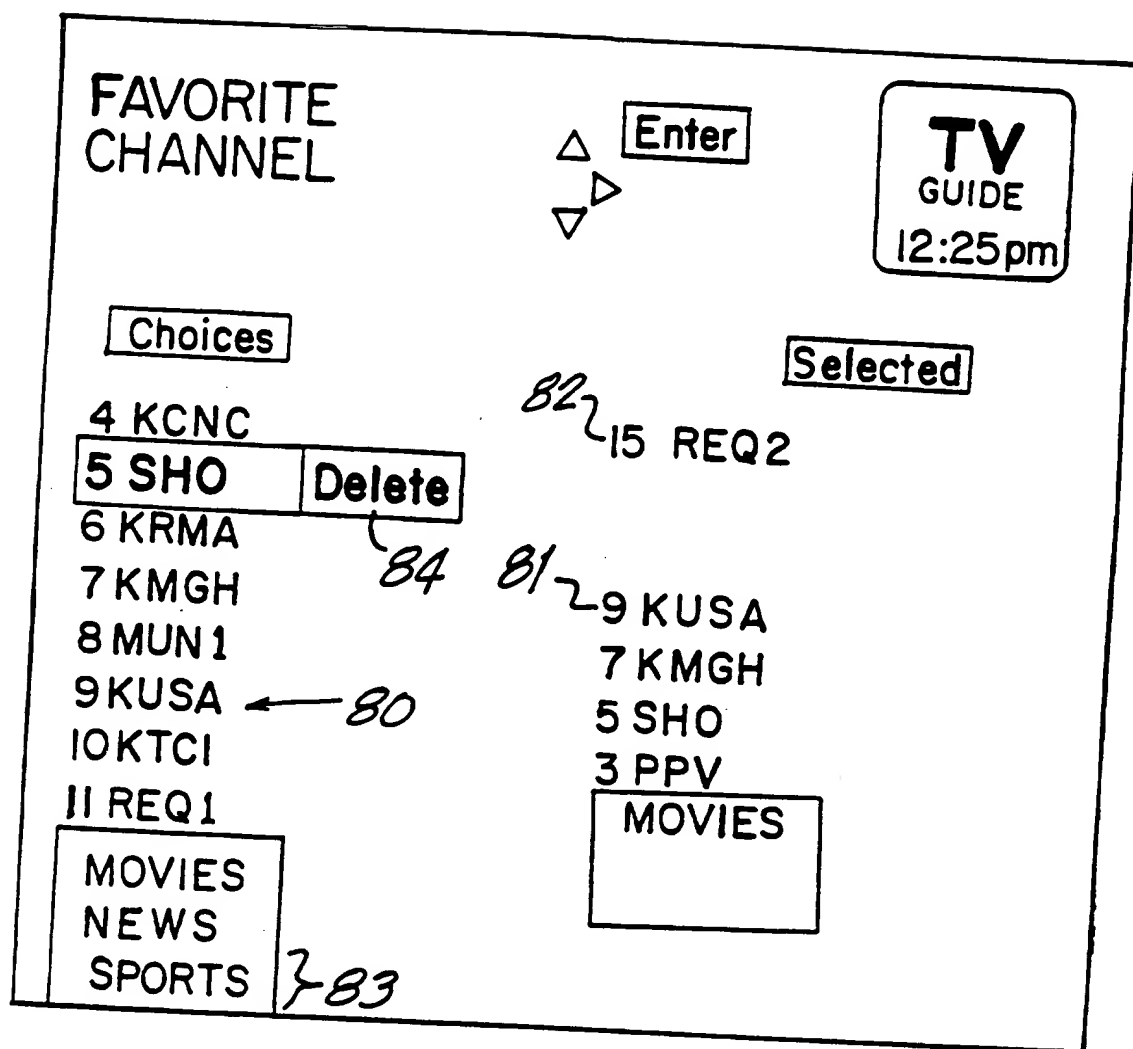 FAVORITE
CHANNEL
Enter
TV
GUIDE
12:25pm
Choices
Selected
4 KCNC
82
15 REQ2
5 SHO Delete
6 KRMA
84
7 KMGH
81
9 KUSA
8 MUN1
7 KMGH
9 KUSA
80
5 SHO
10 KTCI
3 PPV
11 REQ1
MOVIES
MOVIES
NEWS
SPORTS
83